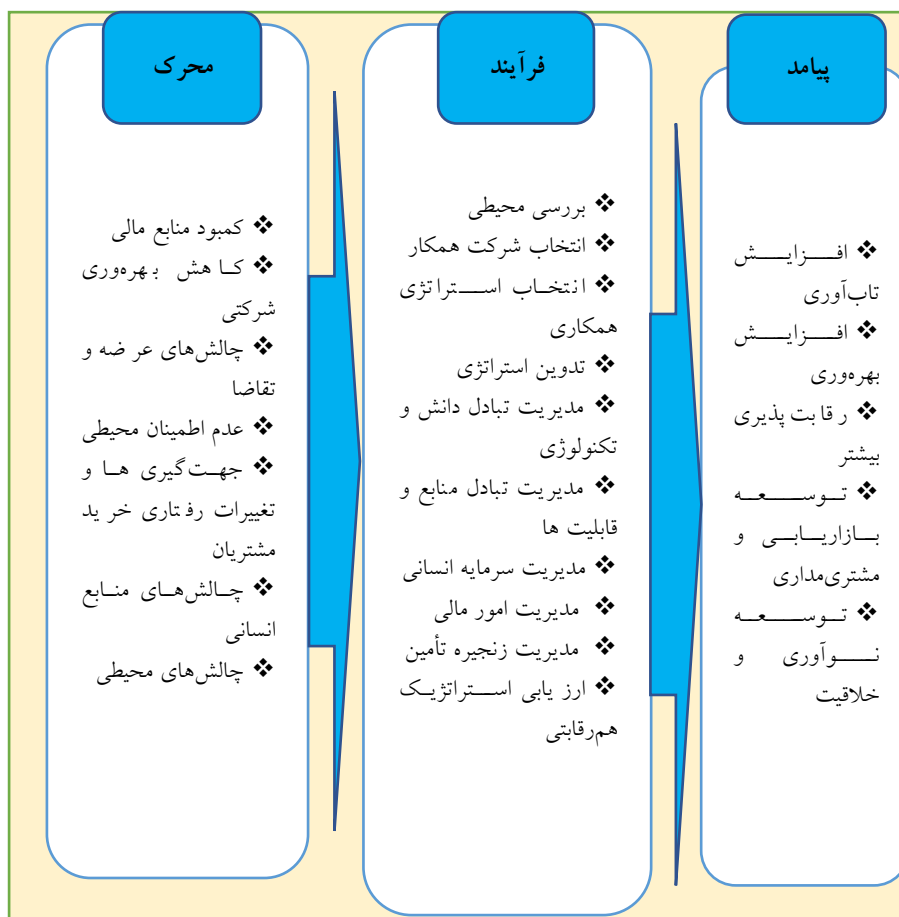 محرک
❖ کمبود منابع مالی
❖ کاهش بهره‌وری
شرکتی
❖ چالش‌های عرضه و
تقاضا
❖ عدم اطمینان محیطی
❖ جهت‌گیری ها و
تغییرات رفتاری خرید
مشتریان
❖ چالش‌های منابع
انسانی
❖ چالش‌های محیطی
فرآیند
❖ بررسی محیطی
❖ انتخاب شرکت همکار
❖ انتخاب استراتژی
همکاری
❖ تدوین استراتژی
❖ مدیریت تبادل دانش و
تکنولوژی
❖ مدیریت تبادل منابع و
قابلیت ها
❖ مدیریت سرمایه انسانی
❖ مدیریت امور مالی
❖ مدیریت زنجیره تأمین
❖ ارزیابی استراتژیک
هم‌رقابتی
پیامد
❖ افزایش
تاب‌آوری
❖ افزایش
بهره‌وری
❖ رقابت پذیری
بیشتر
❖ توسعه
بازاریابی و
مشتری‌مداری
❖ توسعه
نوآوری و
خلاقیت